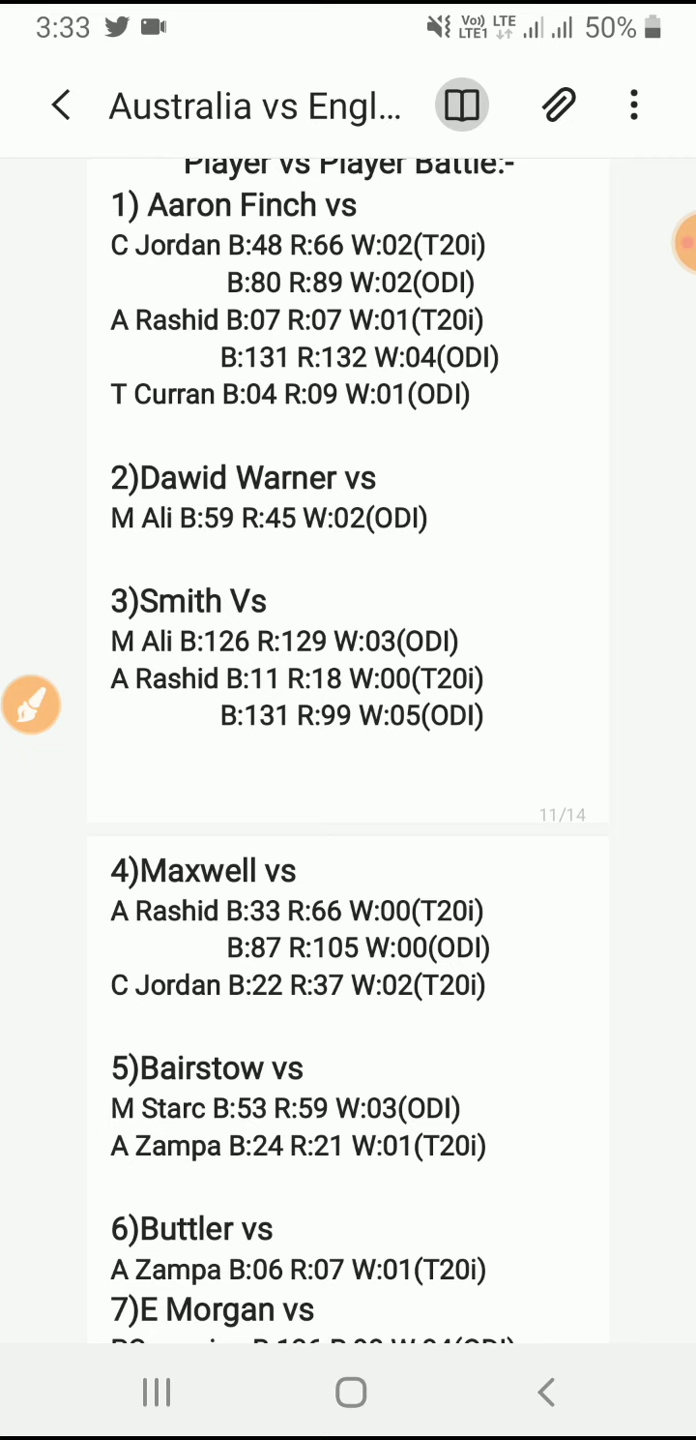 3:33
Vo)) LTE
LTE1
50%
Australia vs Engl...
Player vs Player Battle:-
1) Aaron Finch vs
C Jordan B:48 R:66 W:02(T20i)
B:80 R:89 W:02(ODI)
A Rashid B:07 R:07 W:01(T20i)
B:131 R:132 W:04(ODI)
T Curran B:04 R:09 W:01(ODI)
2)Dawid Warner vs
M Ali B:59 R:45 W:02(ODI)
3)Smith Vs
M Ali B:126 R:129 W:03(ODI)
A Rashid B:11 R:18 W:00(T20i)
B:131 R:99 W:05(ODI)
11/14
4)Maxwell vs
A Rashid B:33 R:66 W:00(T20i)
B:87 R:105 W:00(ODI)
C Jordan B:22 R:37 W:02(T20i)
5)Bairstow vs
M Starc B:53 R:59 W:03(ODI)
A Zampa B:24 R:21 W:01(T20i)
6)Buttler vs
A Zampa B:06 R:07 W:01(T20i)
7)E Morgan vs